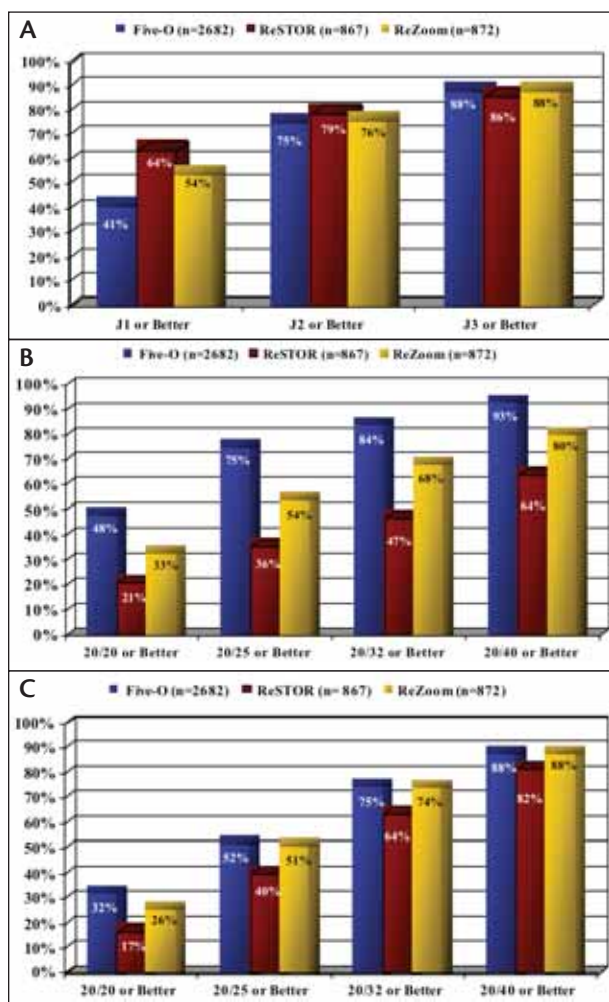 A
Five-O (n=2682) ReSTOR (n=867) ReZoom (n=872)
100%
90%
80%
70%
60%
50%
40%
30%
20%
10%
0%
41% 64% 54% 75% 79% 76% 88% 86% 88%
J1 or Better J2 or Better J3 or Better
B
Five-O (n=2682) ReSTOR (n=867) ReZoom (n=872)
100%
90%
80%
70%
60%
50%
40%
30%
20%
10%
0%
48% 21% 33% 75% 36% 54% 84% 47% 68% 93% 64% 80%
20/20 or Better 20/25 or Better 20/32 or Better 20/40 or Better
C
Five-O (n=2682) ReSTOR (n= 867) ReZoom (n=872)
100%
90%
80%
70%
60%
50%
40%
30%
20%
10%
0%
32% 17% 26% 52% 40% 51% 75% 64% 74% 88% 82% 88%
20/20 or Better 20/25 or Better 20/32 or Better 20/40 or Better